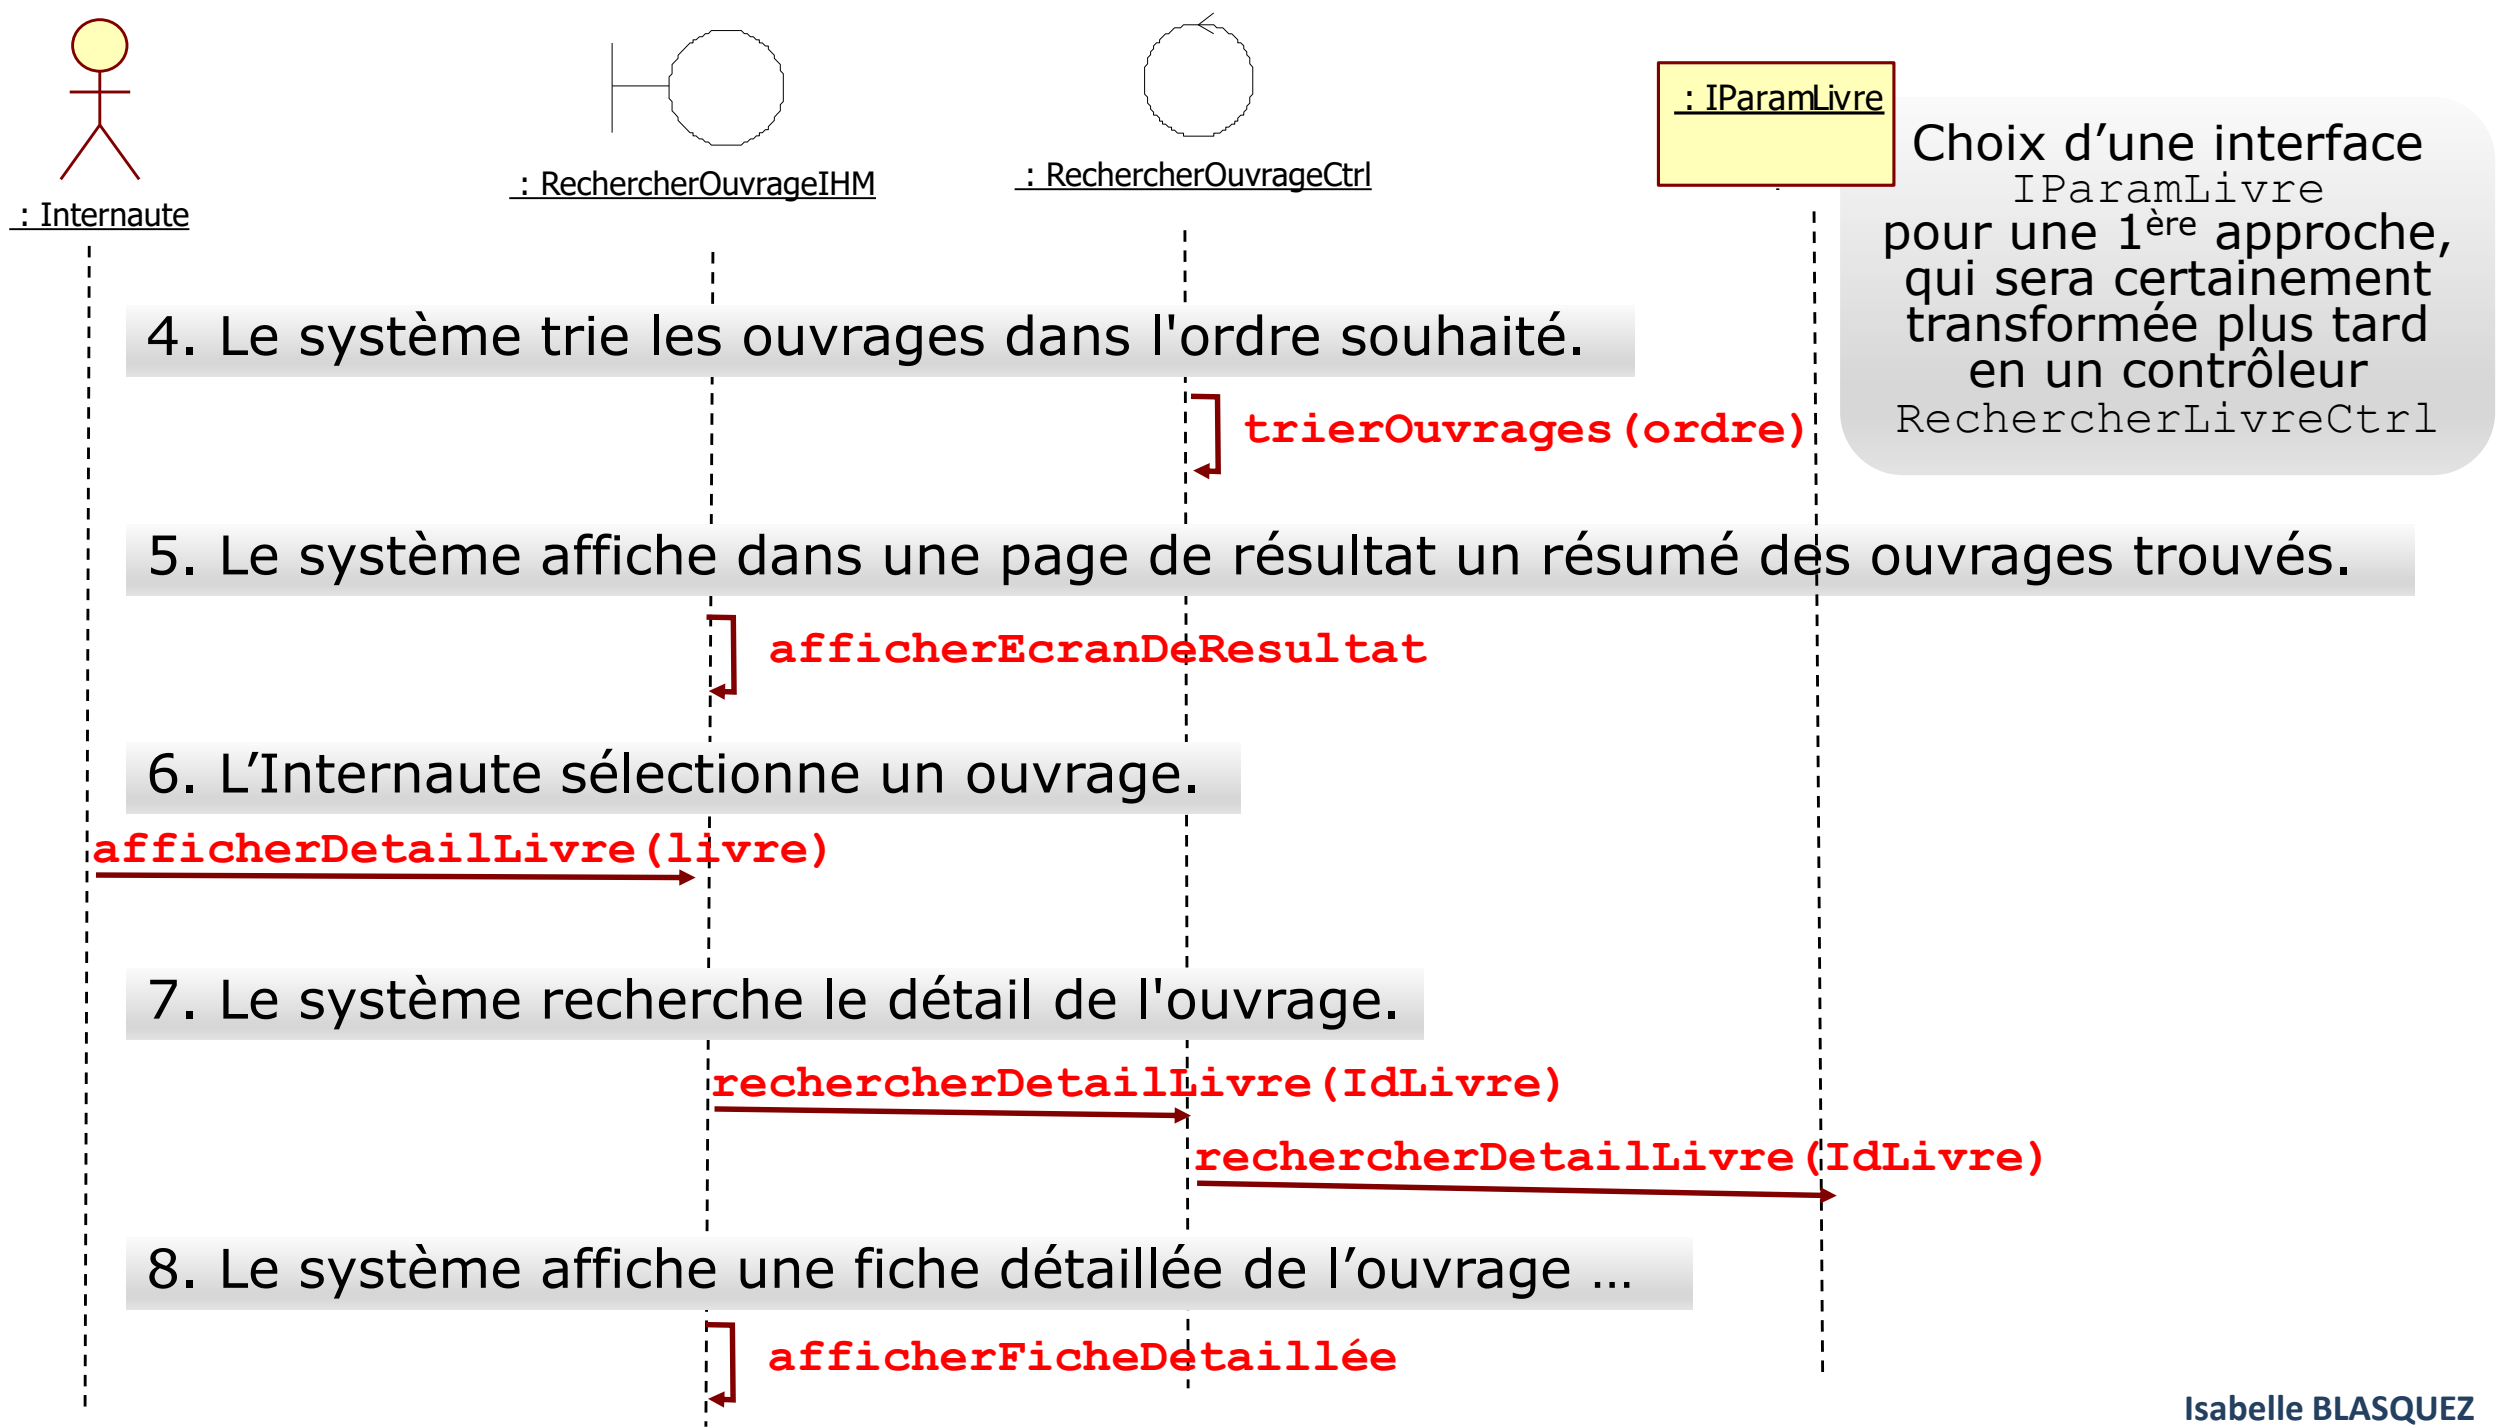 : Internaute
: RechercherOuvrageIHM
: RechercherOuvrageCtrl
: IParamLivre
Choix d’une interface
IParamLivre
pour une 1ère approche,
qui sera certainement
transformée plus tard
en un contrôleur
RechercherLivreCtrl
4. Le système trie les ouvrages dans l'ordre souhaité.
trierOuvrages(ordre)
5. Le système affiche dans une page de résultat un résumé des ouvrages trouvés.
afficherEcranDeResultat
6. L’Internaute sélectionne un ouvrage.
afficherDetailLivre(livre)
7. Le système recherche le détail de l'ouvrage.
rechercherDetailLivre(IdLivre)
rechercherDetailLivre(IdLivre)
8. Le système affiche une fiche détaillée de l’ouvrage …
afficherFicheDetaillée
Isabelle BLASQUEZ